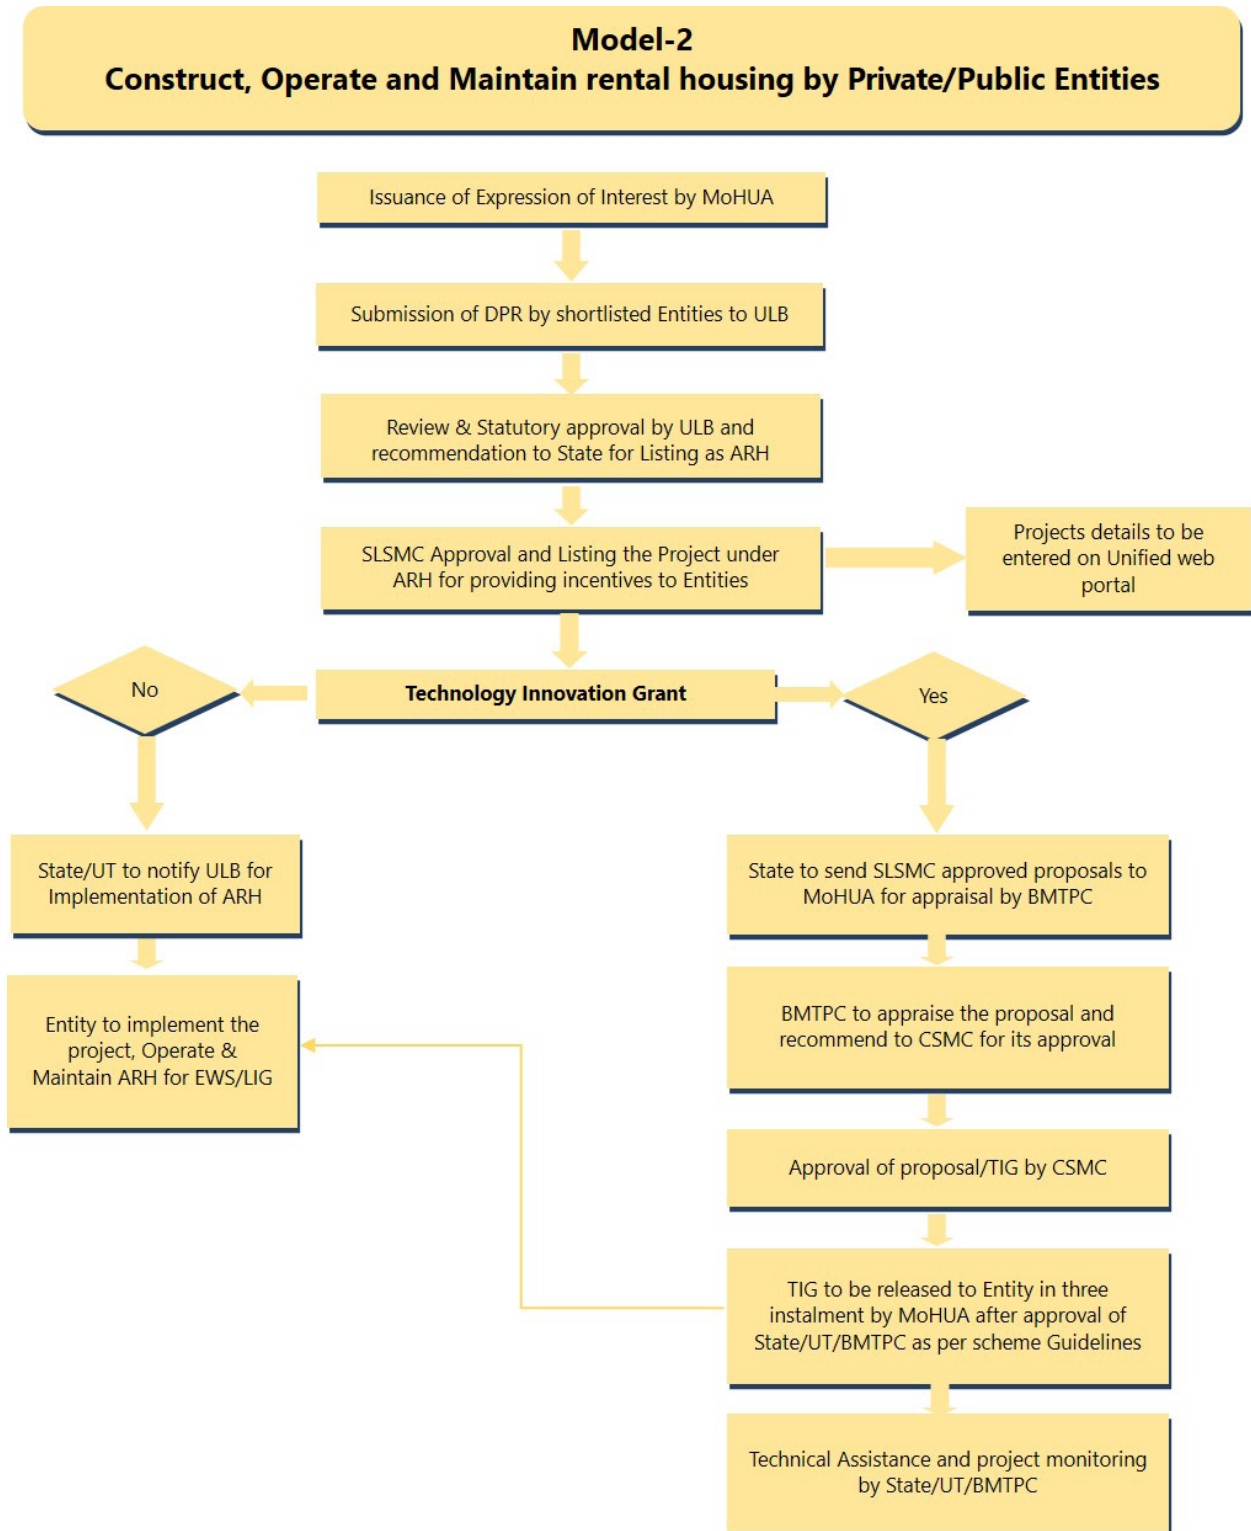 Model-2
Construct, Operate and Maintain rental housing by Private/Public Entities
Issuance of Expression of Interest by MoHUA
Submission of DPR by shortlisted Entities to ULB
Review & Statutory approval by ULB and
recommendation to State for Listing as ARH
SLSMC Approval and Listing the Project under
ARH for providing incentives to Entities
Projects details to be
entered on Unified web
portal
No
Technology Innovation Grant
Yes
State/UT to notify ULB for
Implementation of ARH
Entity to implement the
project, Operate &
Maintain ARH for EWS/LIG
State to send SLSMC approved proposals to
MoHUA for appraisal by BMTPC
BMTPC to appraise the proposal and
recommend to CSMC for its approval
Approval of proposal/TIG by CSMC
TIG to be released to Entity in three
instalment by MoHUA after approval of
State/UT/BMTPC as per scheme Guidelines
Technical Assistance and project monitoring
by State/UT/BMTPC